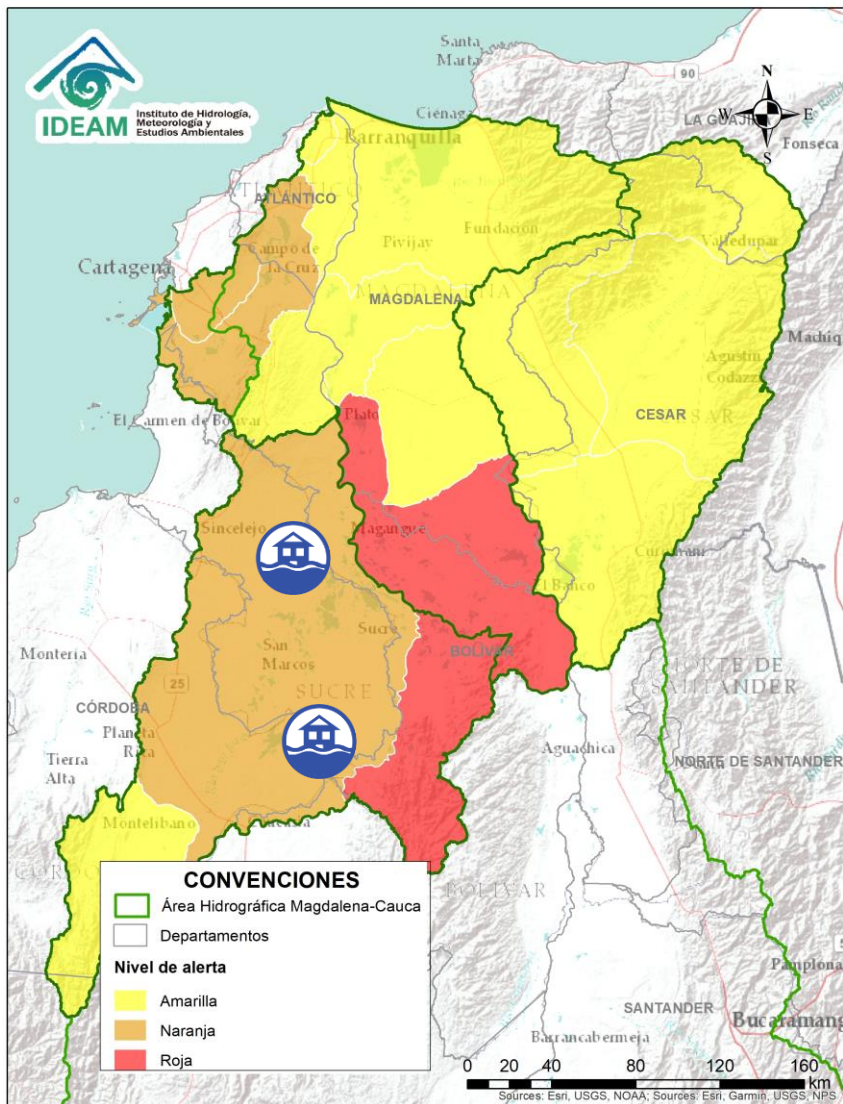 IDEAM
Instituto de Hidrología,
Meteorología y
Estudios Ambientales
Santa
Marta
90
N
W
E
S
LA GUAJI
Fonseca
Ciénaga
Barranquilla
ATLÁNTICO
Cartagena
Campo de
la Cruz
Pivijay
Fundación
Valledupar
MAGDALENA
MAGDALENA
Machiq
Agustín
Codazzi
CESAR
El Carmen de Bolívar
Plato
Sincelejo
Magangué
El Banco
Sucre
San
Marcos
BOLÍVAR
SUCRE
Montería
25
CÓRDOBA
Planeta
Rica
Tierra
Alta
NORTE DE
SANTANDER
Aguachica
NORTE DE SANTANDER
Montelíbano
BOLÍVAR
SANTANDER
Pamplona
Bucaramang
Barrancabermeja
CONVENCIONES
Área Hidrográfica Magdalena-Cauca
Departamentos
Nivel de alerta
Amarilla
Naranja
Roja
0 20 40 80 120 160
km
Sources: Esri, USGS, NOAA; Sources: Esri, Garmin, USGS, NPS